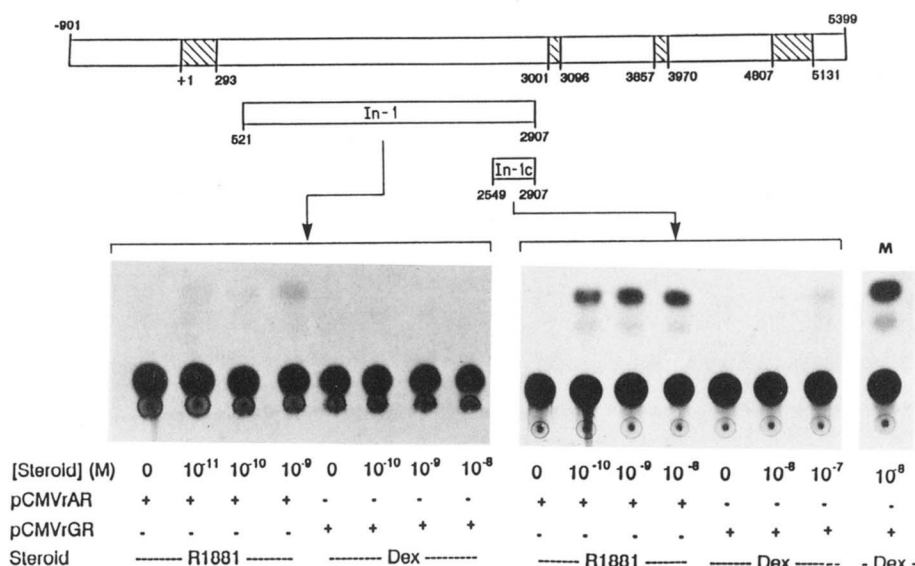 -901 5399
+1 293 3001 3096 3857 3970 4807 5131
In-1
521 2907
In-1c
2549 2907
M
[Steroid] (M) 0 10⁻¹¹ 10⁻¹⁰ 10⁻⁹ 0 10⁻¹⁰ 10⁻⁹ 10⁻⁸ 0 10⁻¹⁰ 10⁻⁹ 10⁻⁸ 0 10⁻⁸ 10⁻⁷ 10⁻⁸
pCMVrAR + + + + - - - - + + + + - - - -
pCMVrGR - - - - + + + + - - - - + + + +
Steroid ------- R1881 ------- ------- Dex ------- ------- R1881 ------- ------- Dex ------- - Dex -